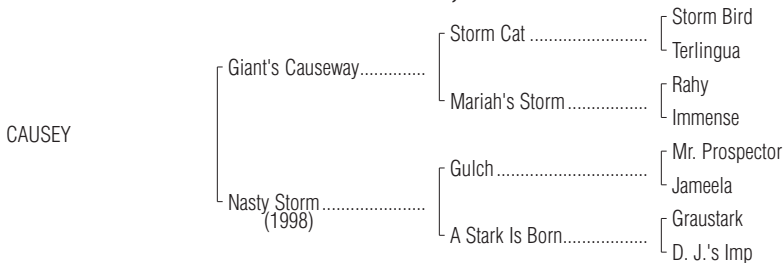 Storm Bird
Storm Cat ........................
Terlingua
Giant's Causeway..............
Rahy
Mariah's Storm.................
Immense
CAUSEY
Mr. Prospector
Gulch ................................
Jameela
Nasty Storm......................
(1998)
Graustark
A Stark Is Born..................
D. J.'s Imp